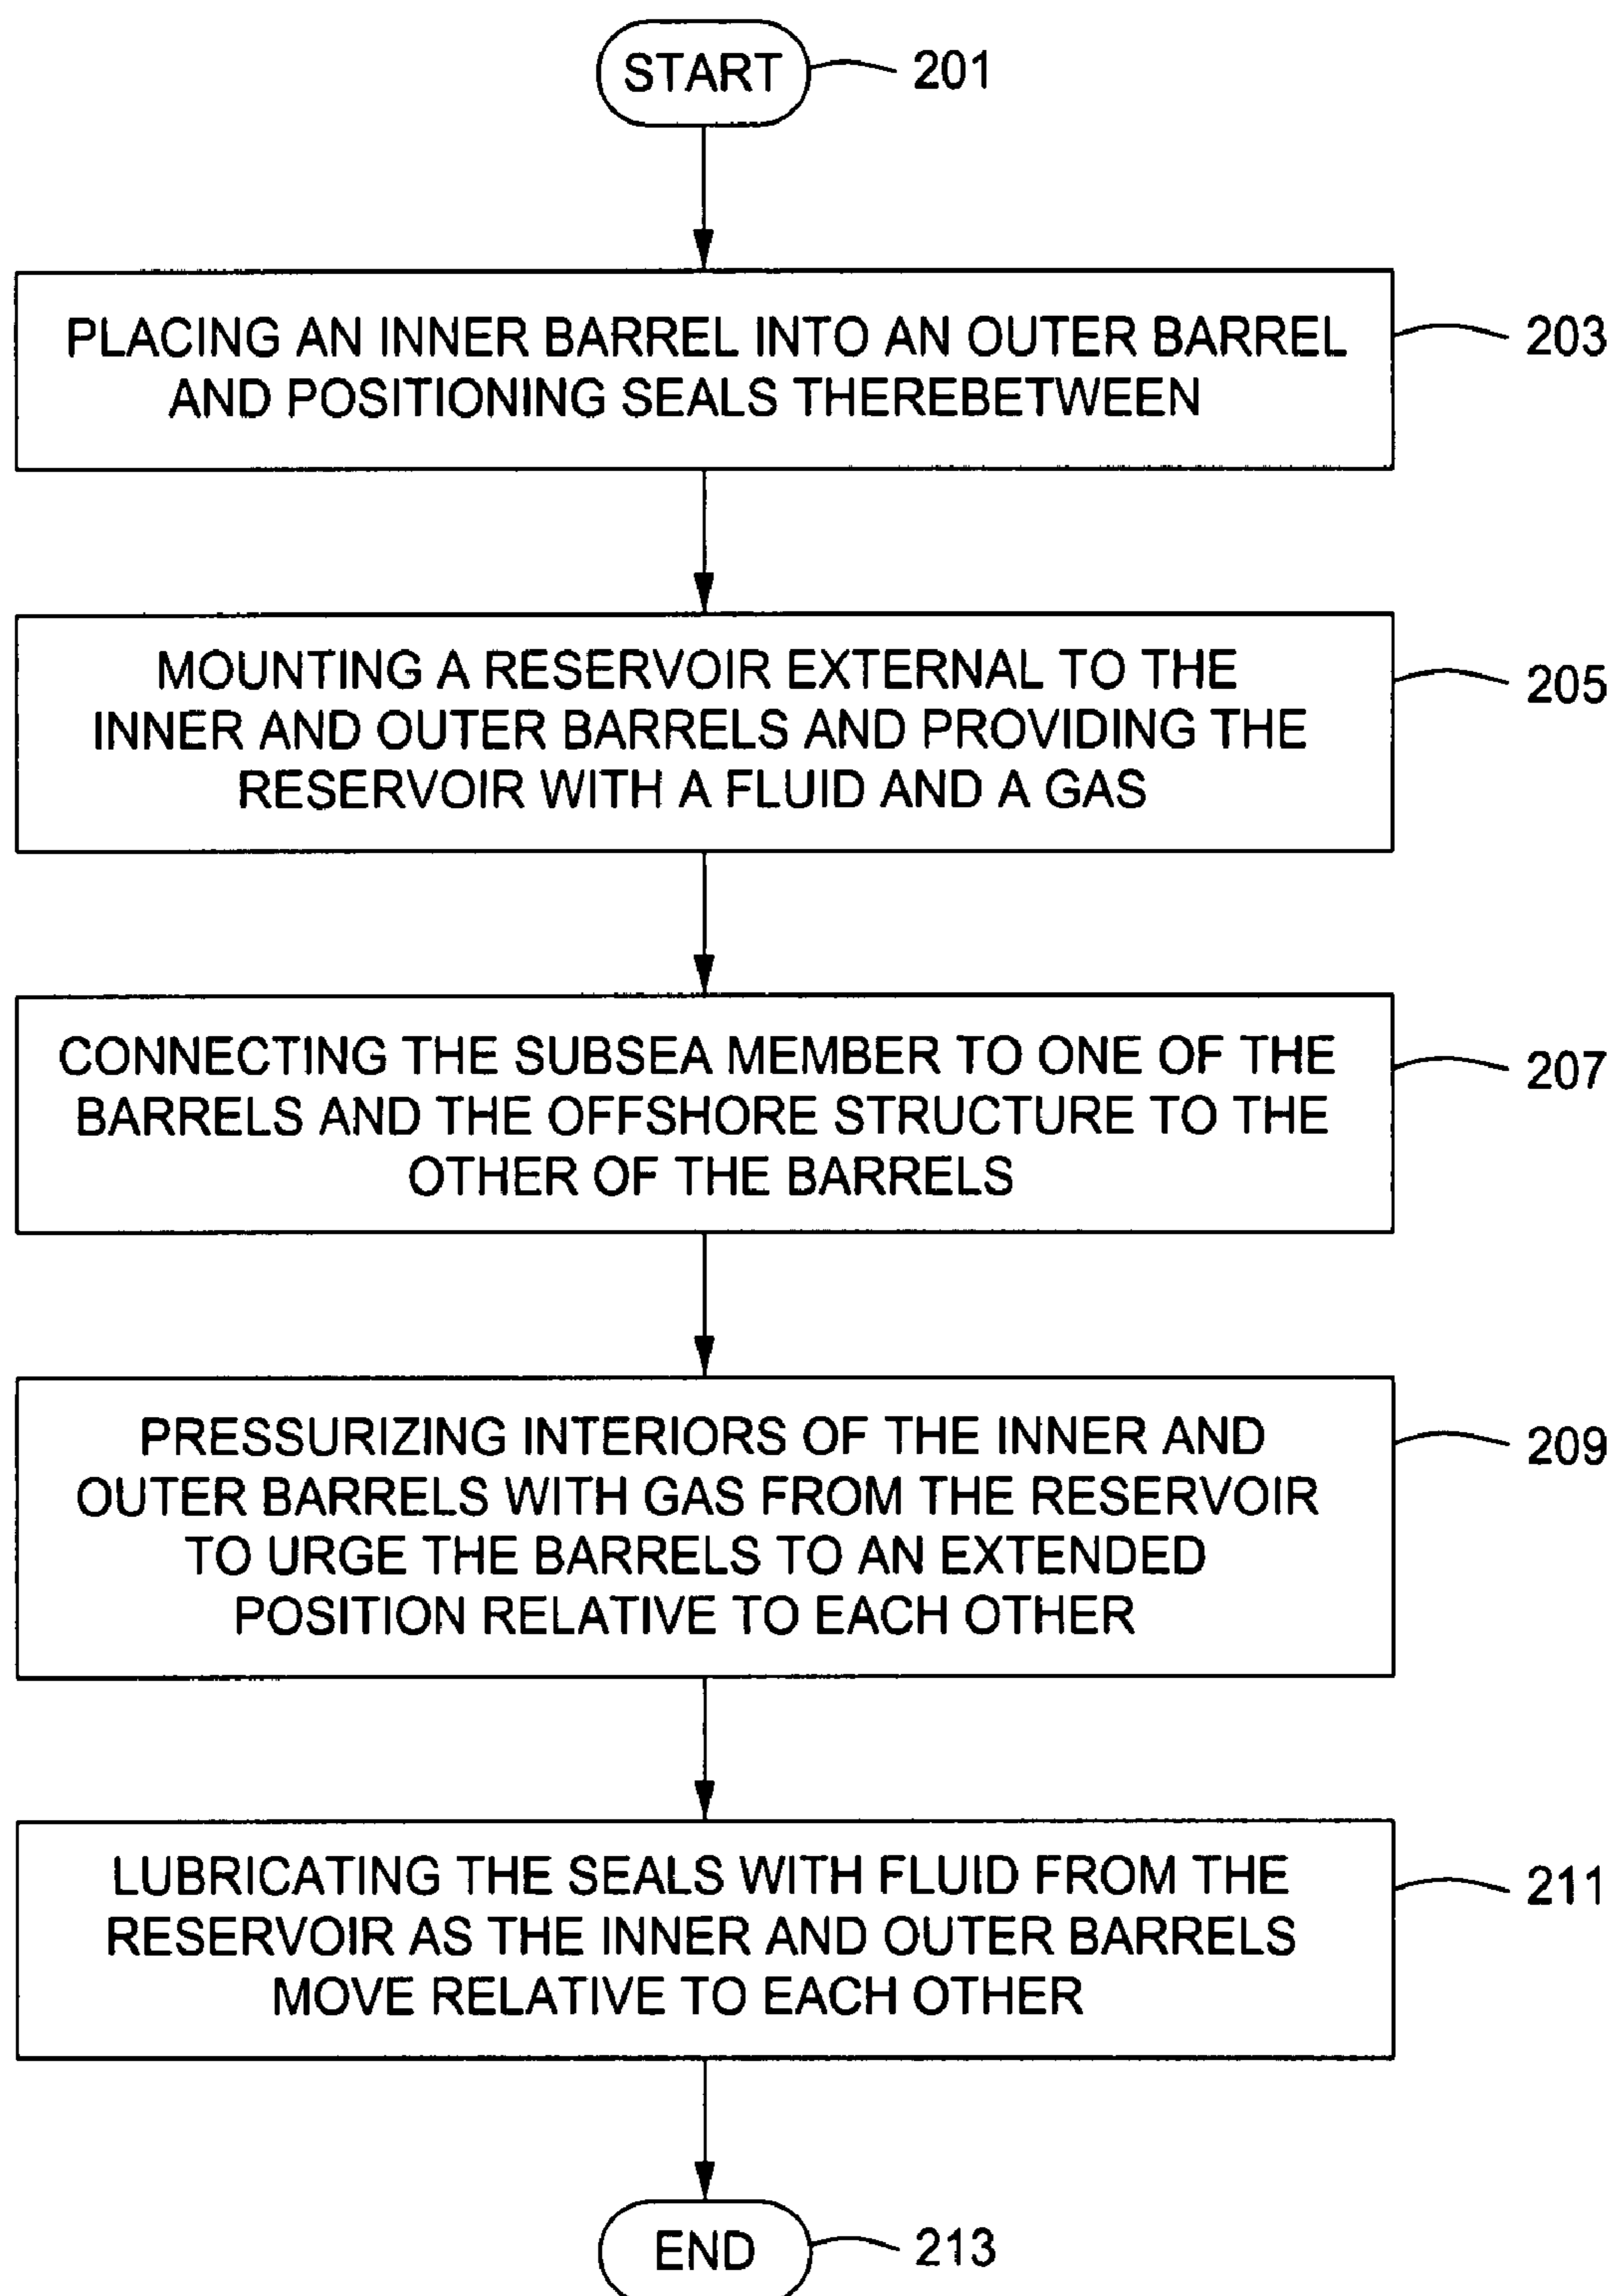 START
201
PLACING AN INNER BARREL INTO AN OUTER BARREL
AND POSITIONING SEALS THEREBETWEEN
203
MOUNTING A RESERVOIR EXTERNAL TO THE
INNER AND OUTER BARRELS AND PROVIDING THE
RESERVOIR WITH A FLUID AND A GAS
205
CONNECTING THE SUBSEA MEMBER TO ONE OF THE
BARRELS AND THE OFFSHORE STRUCTURE TO THE
OTHER OF THE BARRELS
207
PRESSURIZING INTERIORS OF THE INNER AND
OUTER BARRELS WITH GAS FROM THE RESERVOIR
TO URGE THE BARRELS TO AN EXTENDED
POSITION RELATIVE TO EACH OTHER
209
LUBRICATING THE SEALS WITH FLUID FROM THE
RESERVOIR AS THE INNER AND OUTER BARRELS
MOVE RELATIVE TO EACH OTHER
211
END
213